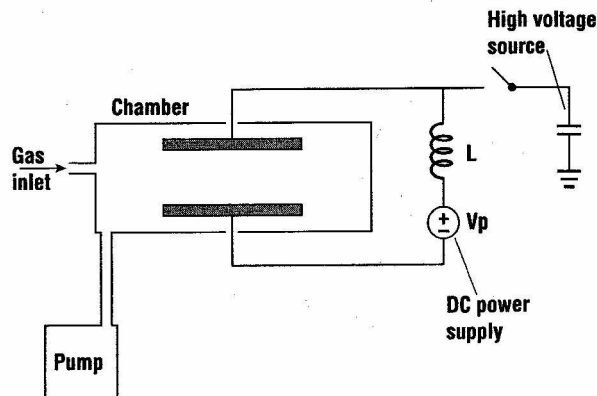 High voltage
source
Chamber
Gas
inlet
L
+
−
Vp
DC power
supply
Pump